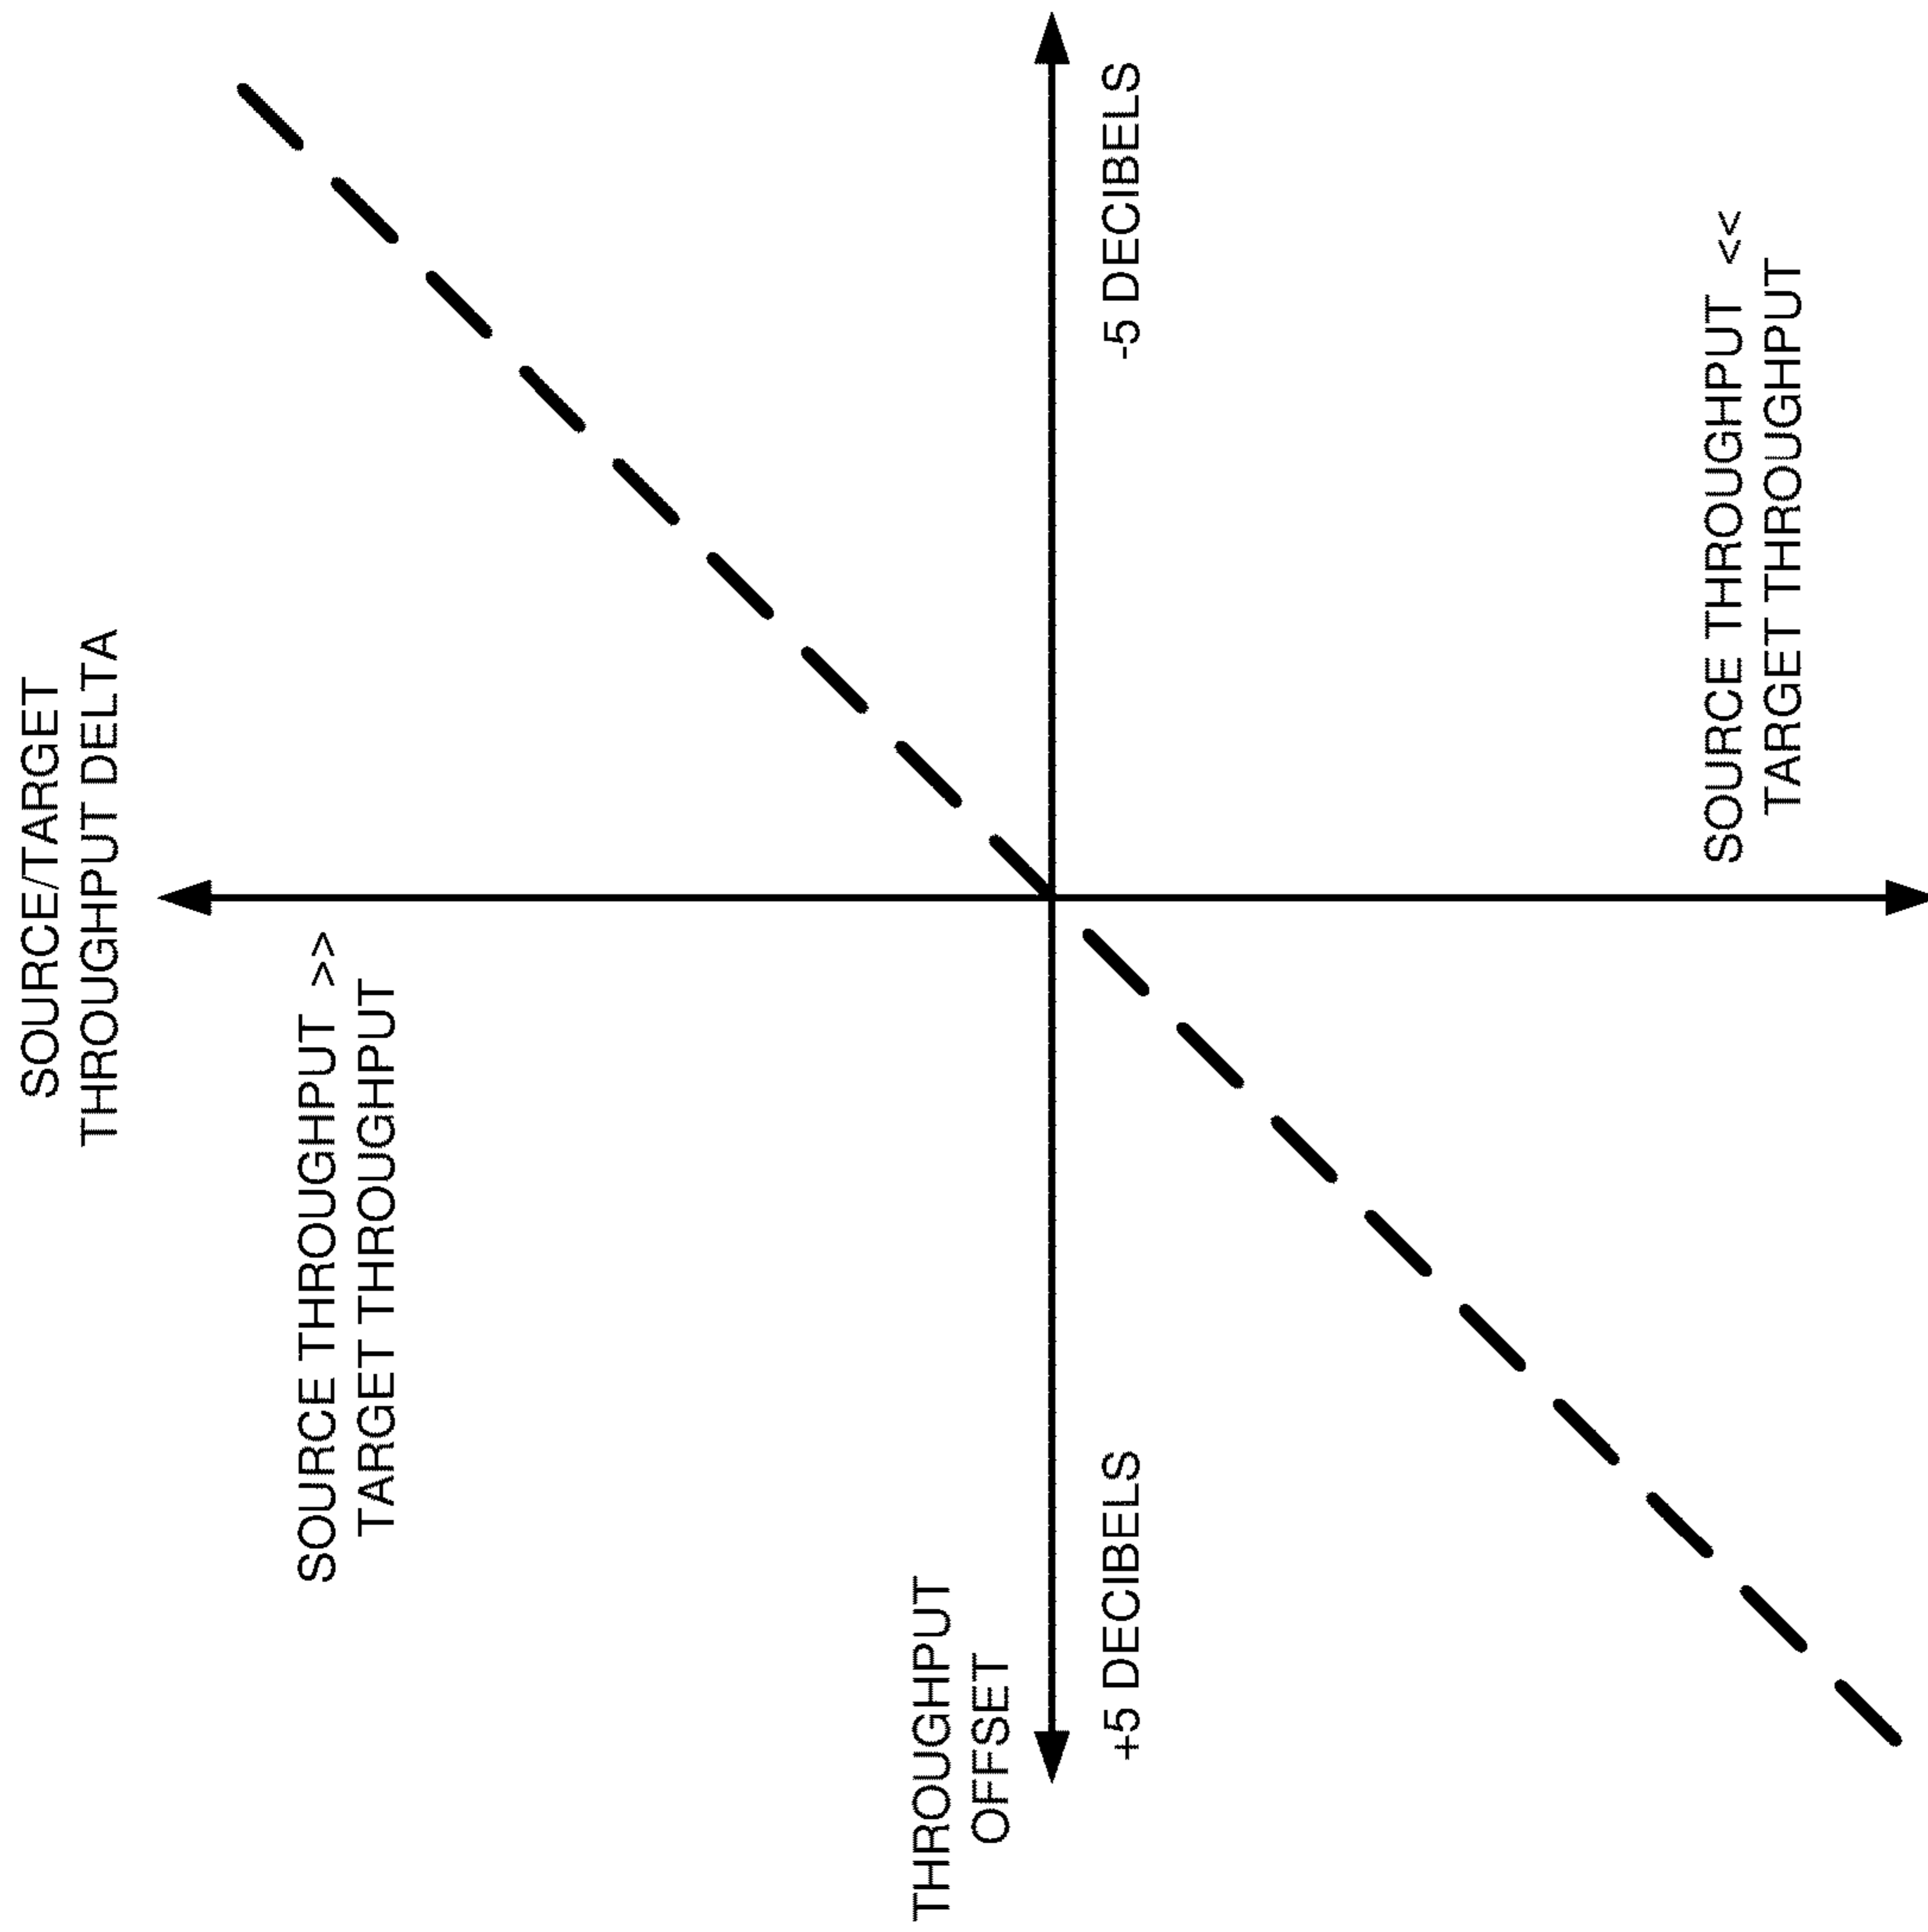 SOURCE/TARGET
THROUGHPUT DELTA
SOURCE THROUGHPUT >>
TARGET THROUGHPUT
THROUGHPUT
OFFSET
+5 DECIBELS
-5 DECIBELS
SOURCE THROUGHPUT <<
TARGET THROUGHPUT